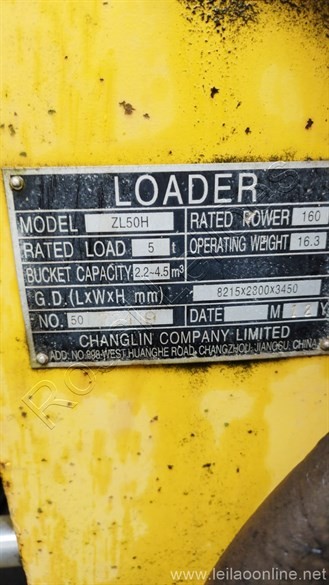 LOADER
MODEL ZL50H RATED POWER 160
RATED LOAD 5 t OPERATING WEIGHT 16.3
BUCKET CAPACITY 2.2~4.5 m³
G.D.(LxWxH mm) 8215X2800X3450
NO. 50 DATE M 12 Y
CHANGLIN COMPANY LIMITED
ADD: NO.898 WEST HUANGHE ROAD, CHANGZHOU, JIANGSU, CHINA
www.leilaoonline.net